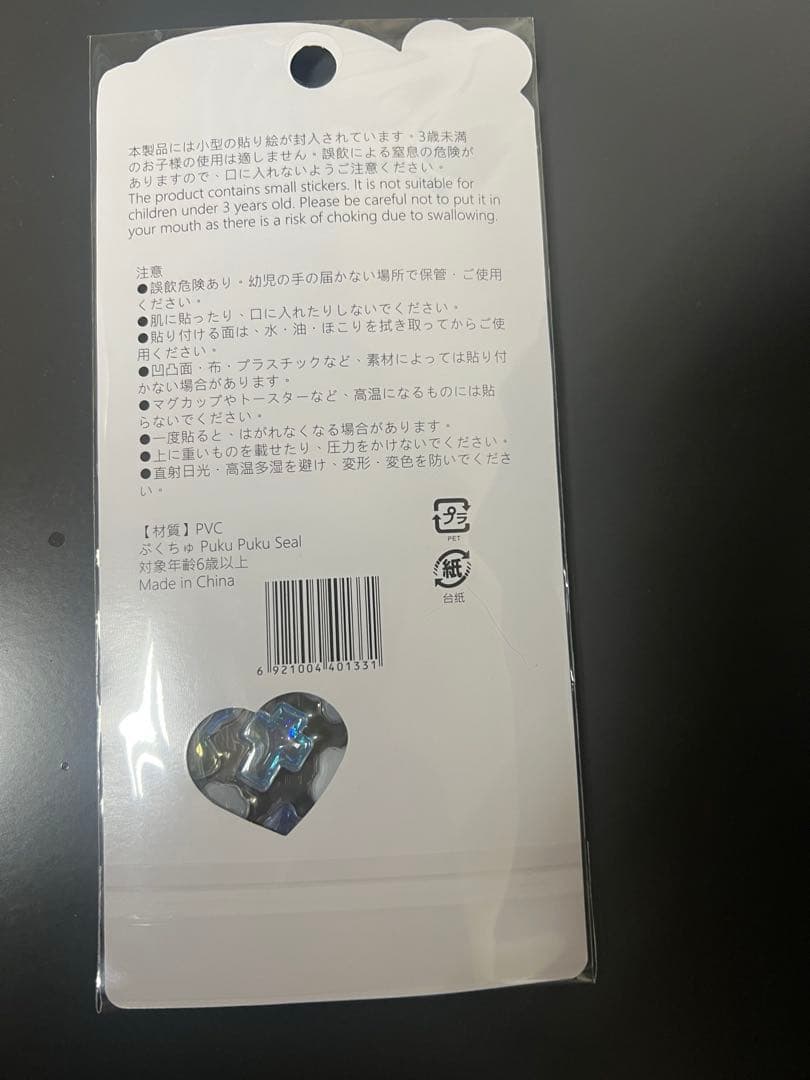 本製品には小型の貼り絵が封入されています。3歳未満
のお子様の使用は適しません。誤飲による窒息の危険が
ありますので、口に入れないようご注意ください。
The product contains small stickers. It is not suitable for
children under 3 years old. Please be careful not to put it in
your mouth as there is a risk of choking due to swallowing.
注意
●誤飲危険あり。幼児の手の届かない場所で保管・ご使用
ください。
●肌に貼ったり、口に入れたりしないでください。
●貼り付ける面は、水・油・ほこりを拭き取ってからご使
用ください。
●凹凸面・布・プラスチックなど、素材によっては貼り付
かない場合があります。
●マグカップやトースターなど、高温になるものには貼
らないでください。
●一度貼ると、はがれなくなる場合があります。
●上に重いものを載せたり、圧力をかけないでください。
●直射日光・高温多湿を避け、変形・変色を防いでくださ
い。
【材質】PVC
ぷくちゅ Puku Puku Seal
対象年齢6歳以上
Made in China
プラ
PET
紙
台紙
6 921004 401331